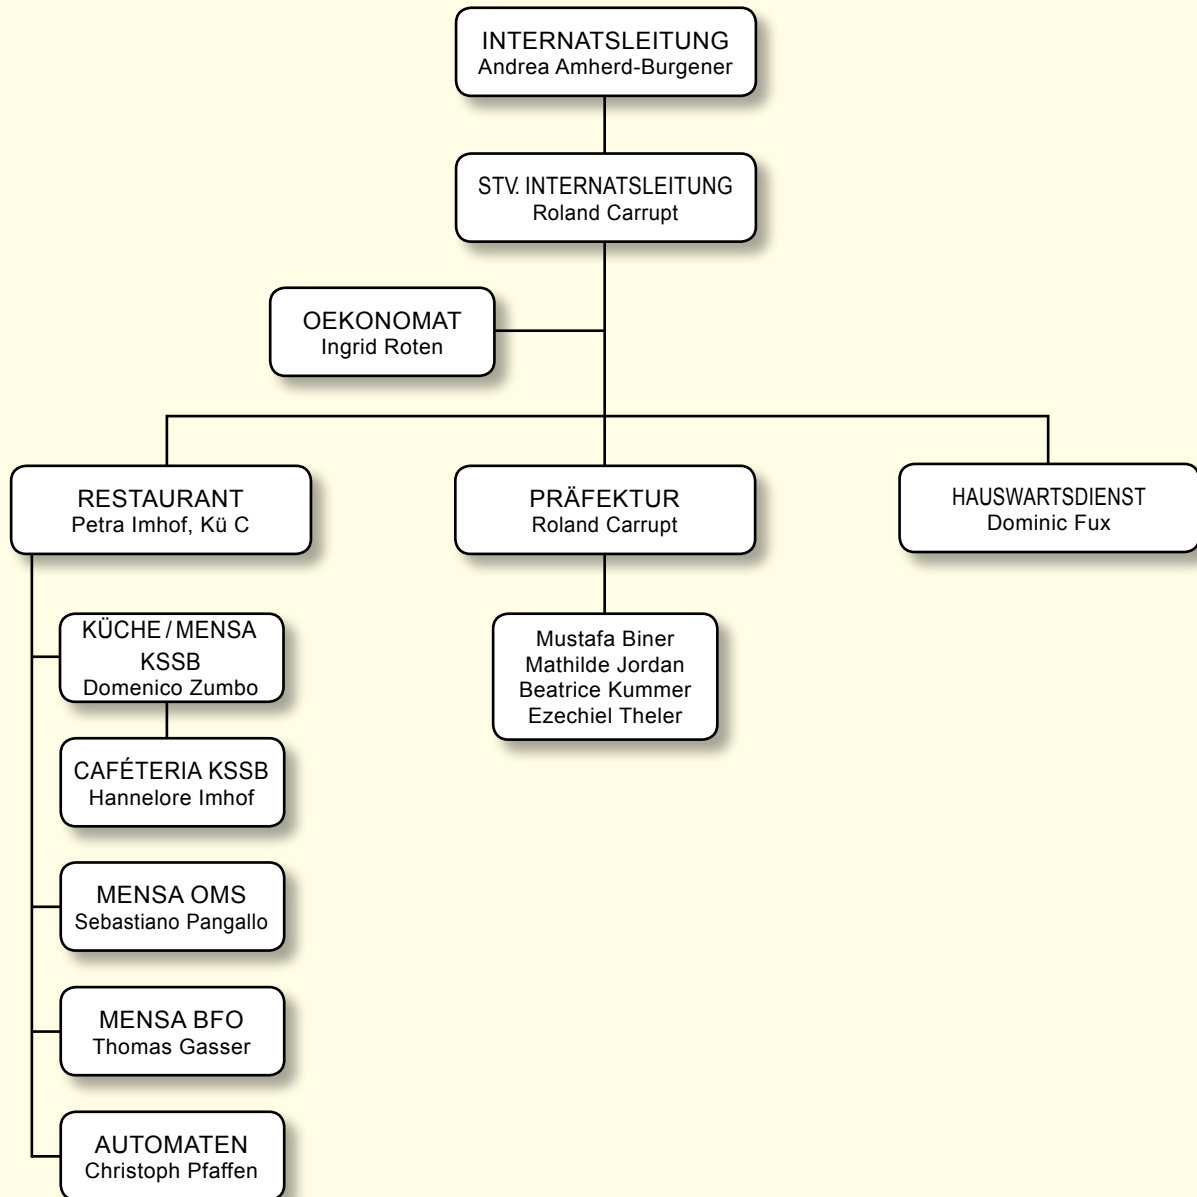 INTERNATSLEITUNG
Andrea Amherd-Burgener
STV. INTERNATSLEITUNG
Roland Carrupt
OEKONOMAT
Ingrid Roten
RESTAURANT
Petra Imhof, Kü C
PRÄFEKTUR
Roland Carrupt
HAUSWARTSDIENST
Dominic Fux
KÜCHE / MENSA
KSSB
Domenico Zumbo
CAFÉTERIA KSSB
Hannelore Imhof
MENSA OMS
Sebastiano Pangallo
MENSA BFO
Thomas Gasser
AUTOMATEN
Christoph Pfaffen
Mustafa Biner
Mathilde Jordan
Beatrice Kummer
Ezechiel Theler